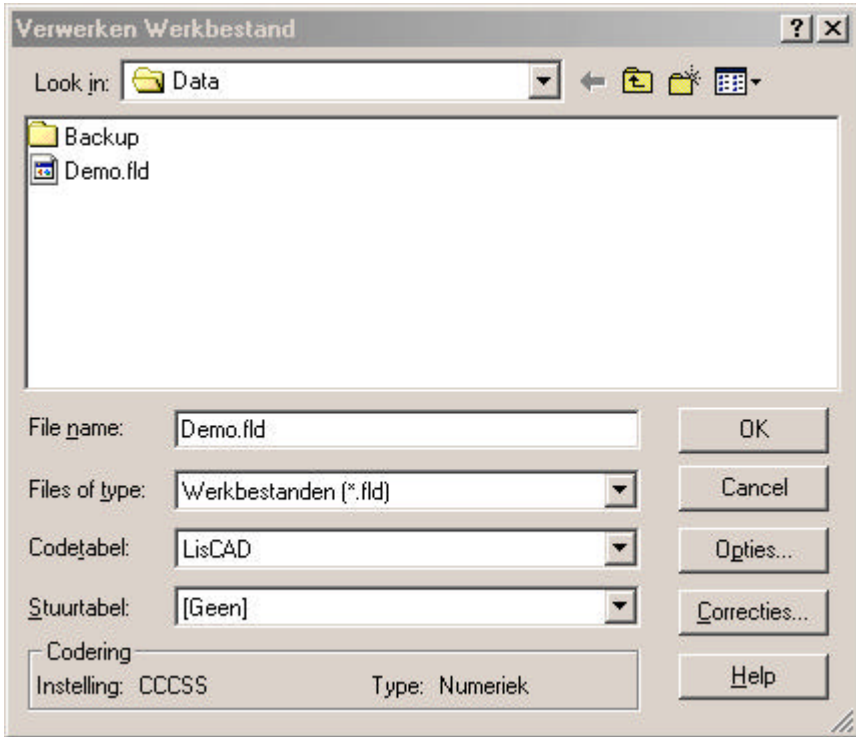 Verwerken Werkbestand
Look in: Data
Backup
Demo.fld
File name: Demo.fld OK
Files of type: Werkbestanden (*.fld) Cancel
Codetabel: LisCAD Opties...
Stuurtabel: [Geen] Correcties...
Codering
Instelling: CCCSS Type: Numeriek Help